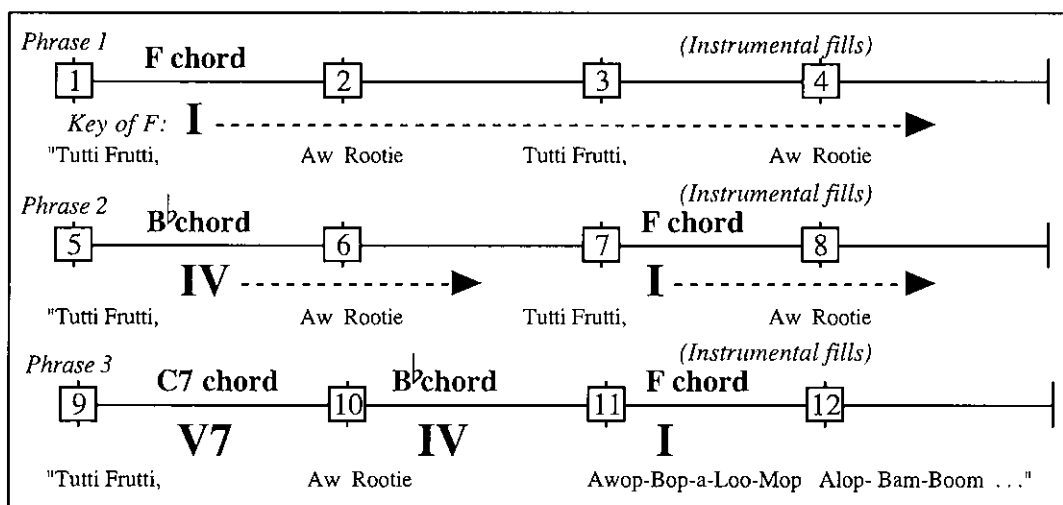 Phrase 1 (Instrumental fills)
F chord
1 2 3 4
Key of F: I
"Tutti Frutti, Aw Rootie Tutti Frutti, Aw Rootie
Phrase 2 (Instrumental fills)
B♭chord F chord
5 6 7 8
IV I
"Tutti Frutti, Aw Rootie Tutti Frutti, Aw Rootie
Phrase 3 (Instrumental fills)
C7 chord B♭chord F chord
9 10 11 12
V7 IV I
"Tutti Frutti, Aw Rootie Awop-Bop-a-Loo-Mop Alop- Bam-Boom . . ."